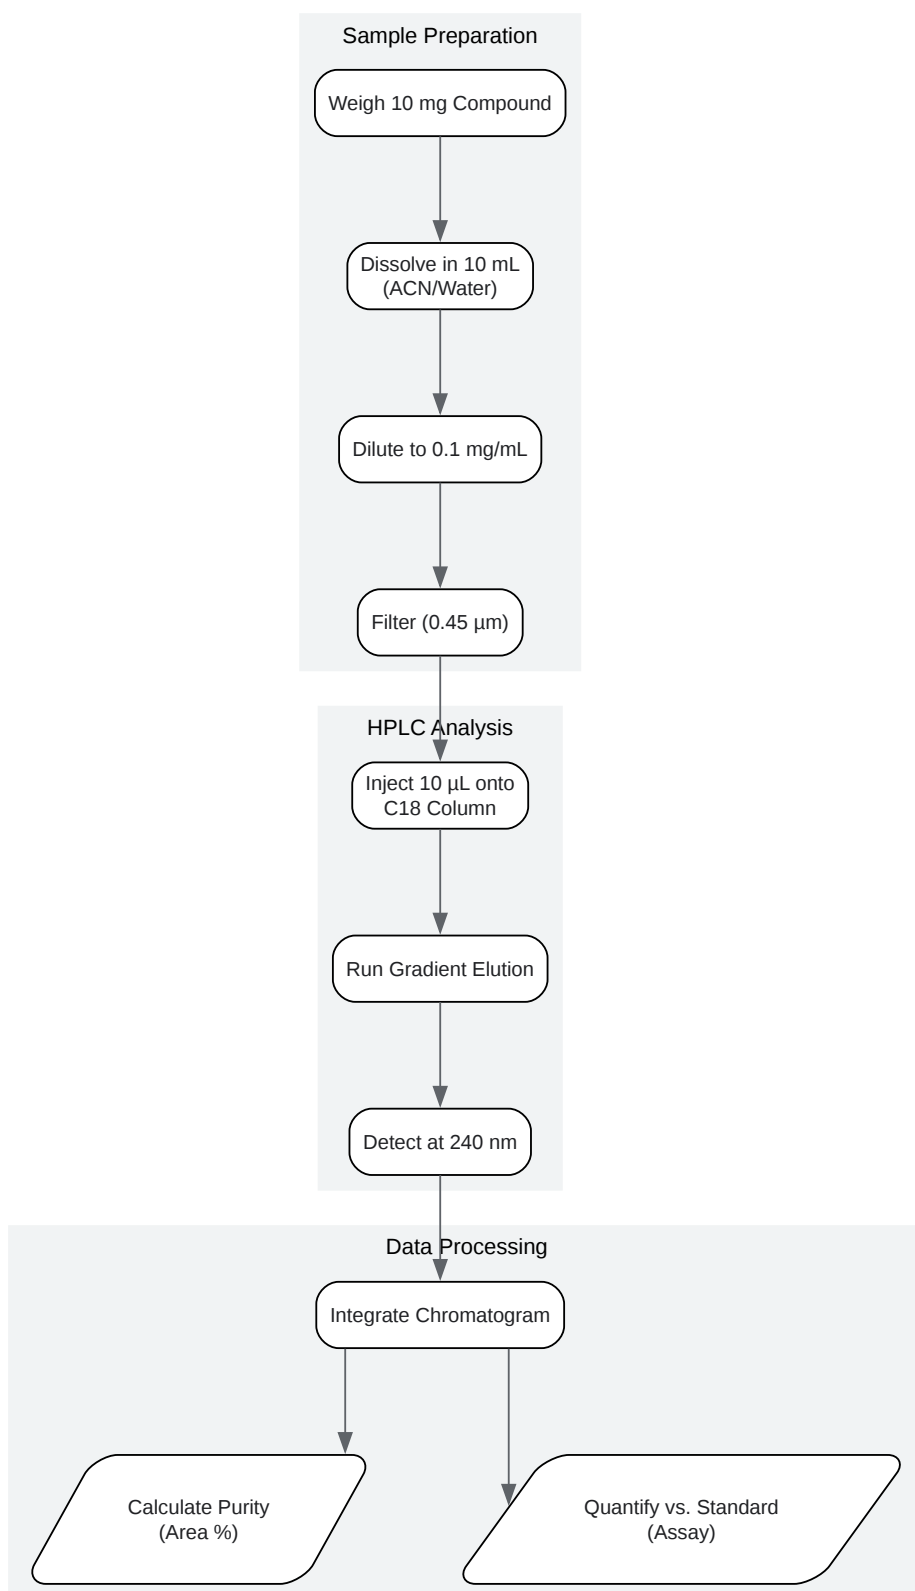 Sample Preparation
Weigh 10 mg Compound
Dissolve in 10 mL
(ACN/Water)
Dilute to 0.1 mg/mL
Filter (0.45 µm)
HPLC Analysis
Inject 10 µL onto
C18 Column
Run Gradient Elution
Detect at 240 nm
Data Processing
Integrate Chromatogram
Calculate Purity
(Area %)
Quantify vs. Standard
(Assay)